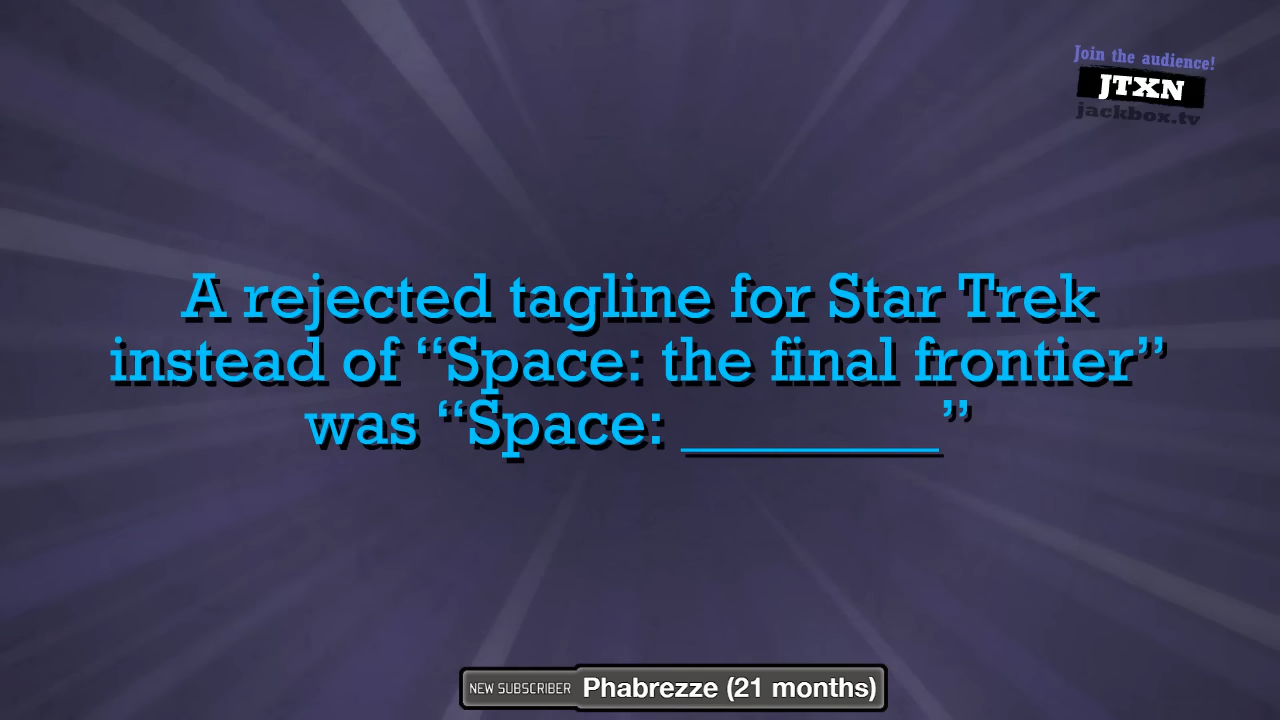 Join the audience!
JTXN
jackbox.tv
A rejected tagline for Star Trek
instead of “Space: the final frontier”
was “Space: ________”
NEW SUBSCRIBER Phabrezze (21 months)